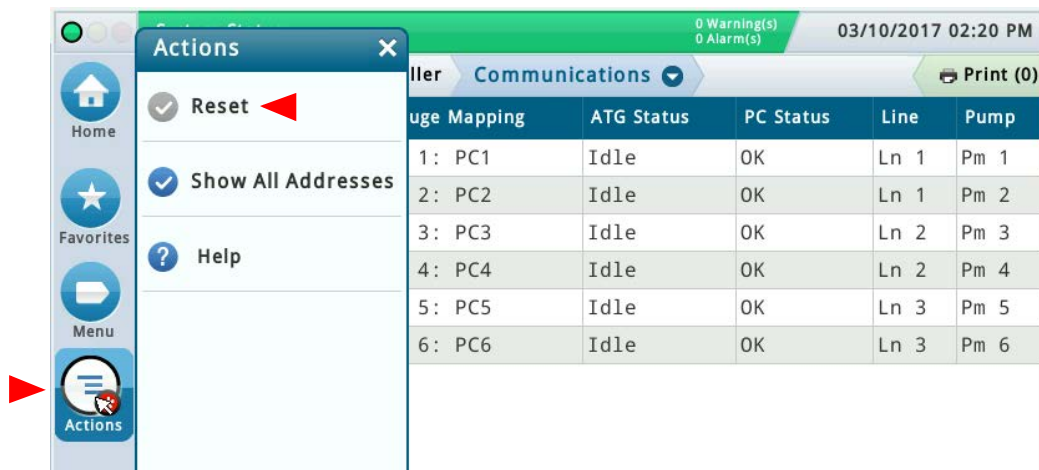 0 Warning(s)
0 Alarm(s)
03/10/2017 02:20 PM
Actions
ller
Communications
Print (0)
Home
Favorites
Menu
Actions
Reset
Show All Addresses
Help
uge Mapping ATG Status PC Status Line Pump
1: PC1 Idle OK Ln 1 Pm 1
2: PC2 Idle OK Ln 1 Pm 2
3: PC3 Idle OK Ln 2 Pm 3
4: PC4 Idle OK Ln 2 Pm 4
5: PC5 Idle OK Ln 3 Pm 5
6: PC6 Idle OK Ln 3 Pm 6